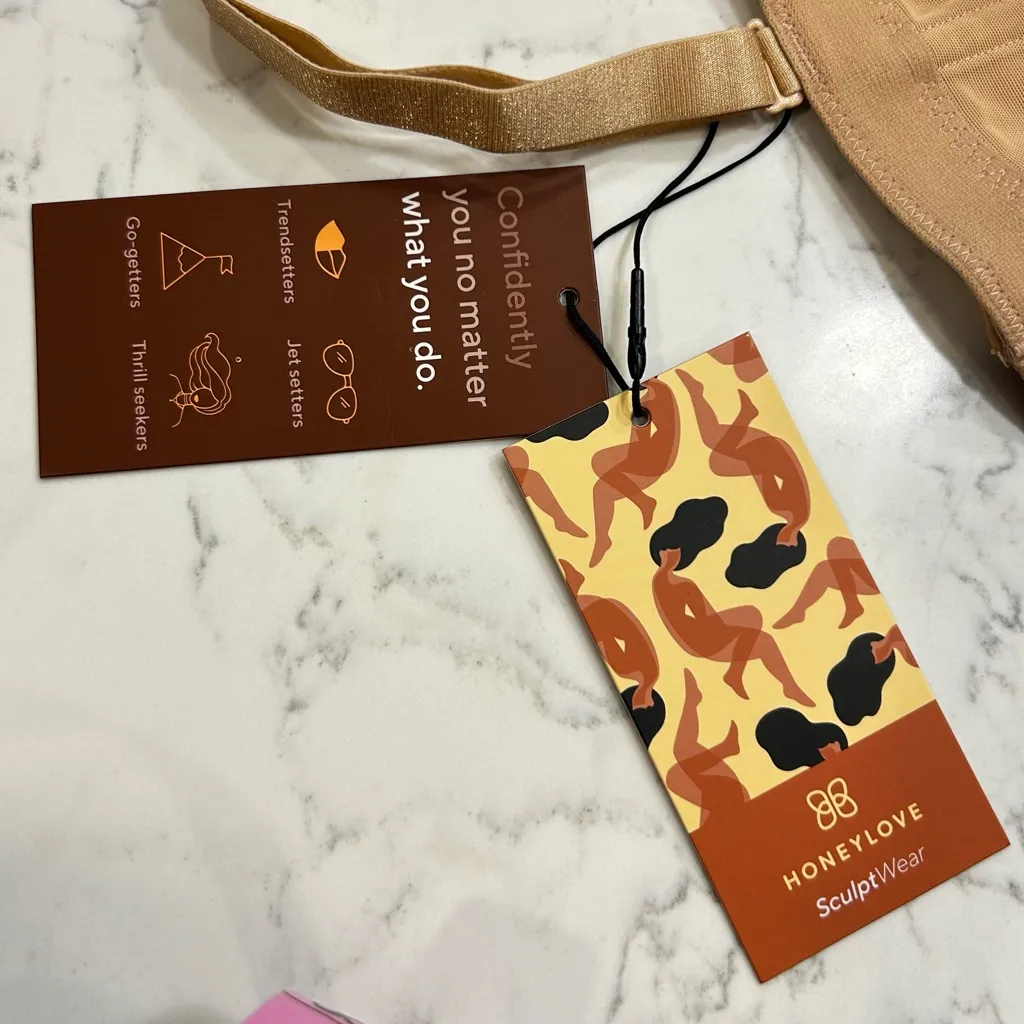 Confidently
you no matter
what you do.
Trendsetters
Jet setters
Go-getters
Thrill seekers
HONEYLOVE
SculptWear